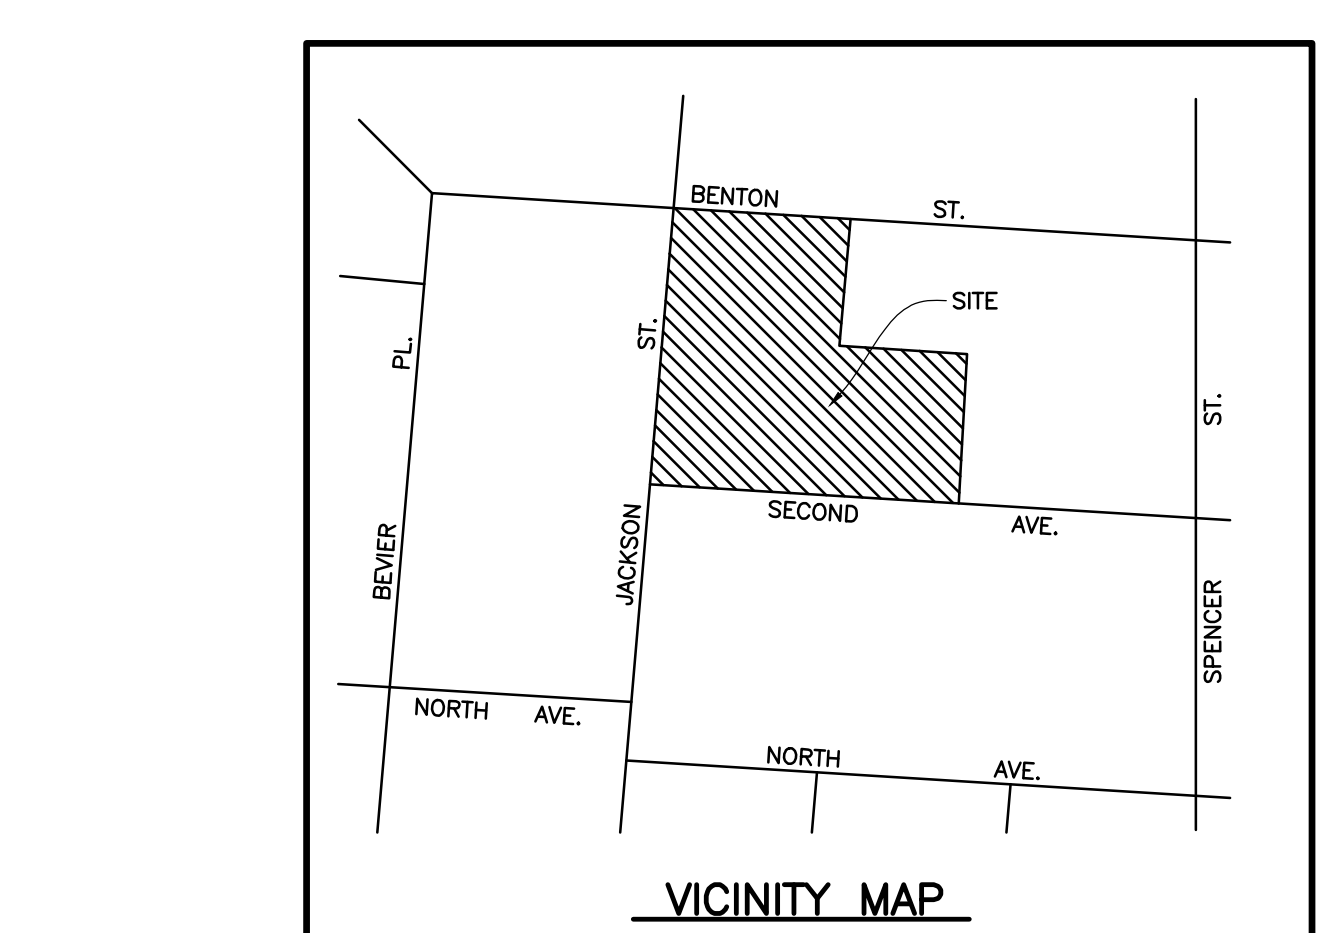 BENTON ST.
SITE
ST.
PL.
ST.
SECOND AVE.
JACKSON
BEVIER
SPENCER
NORTH AVE.
NORTH AVE.
VICINITY MAP